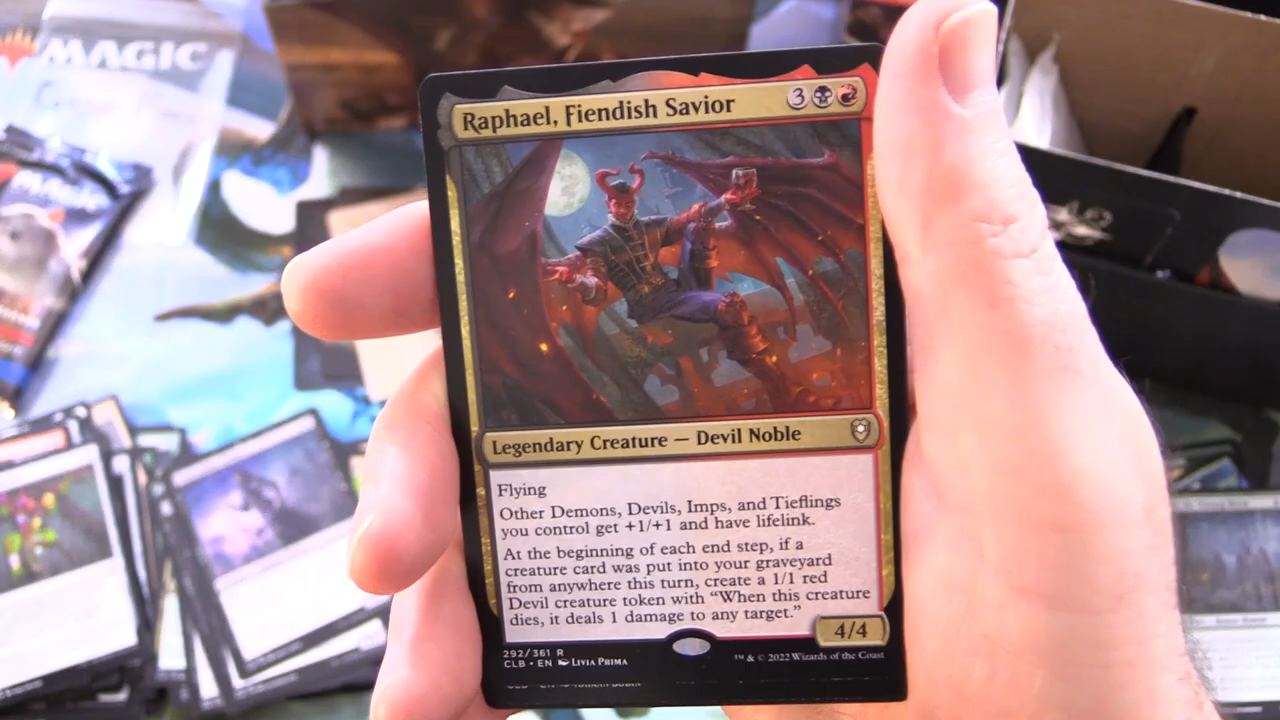 MAGIC
Raphael, Fiendish Savior
3
Legendary Creature — Devil Noble
Flying
Other Demons, Devils, Imps, and Tieflings
you control get +1/+1 and have lifelink.
At the beginning of each end step, if a
creature card was put into your graveyard
from anywhere this turn, create a 1/1 red
Devil creature token with “When this creature
dies, it deals 1 damage to any target.”
4/4
292/361 R
CLB • EN LIVIA PRIMA
™ & © 2022 Wizards of the Coast